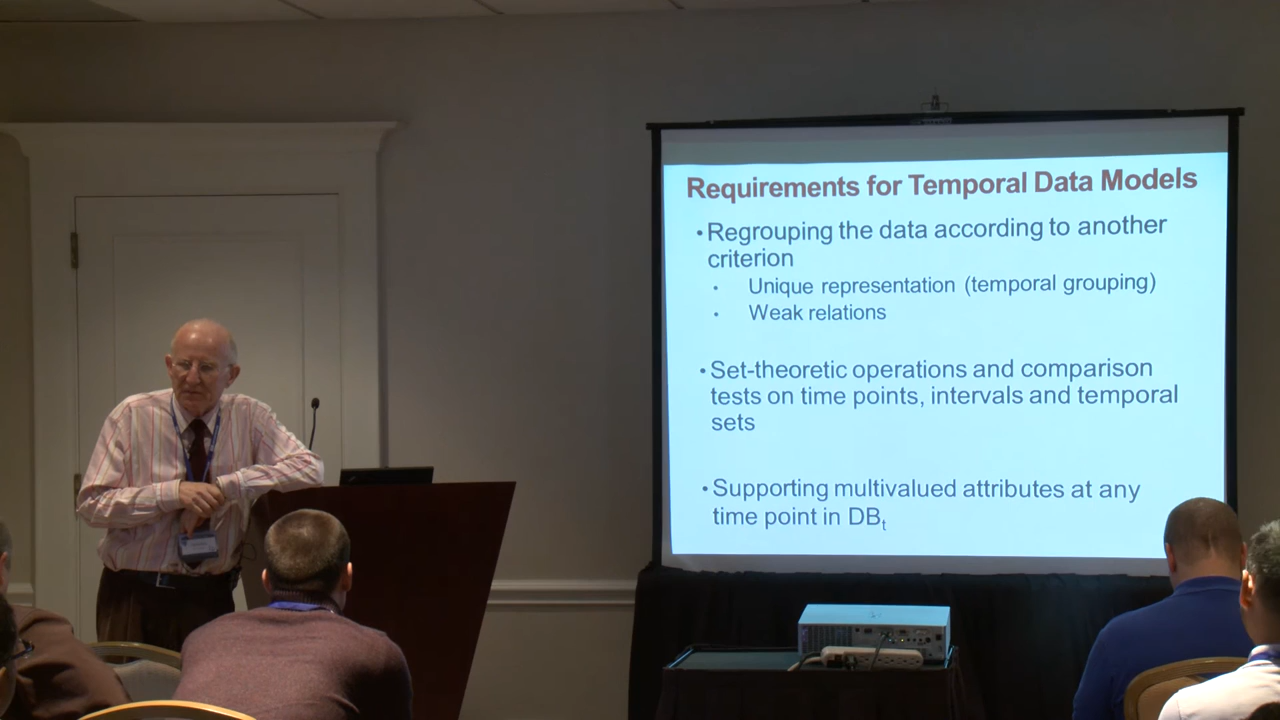 Requirements for Temporal Data Models
•Regrouping the data according to another
criterion
• Unique representation (temporal grouping)
• Weak relations
•Set-theoretic operations and comparison
tests on time points, intervals and temporal
sets
•Supporting multivalued attributes at any
time point in DBt